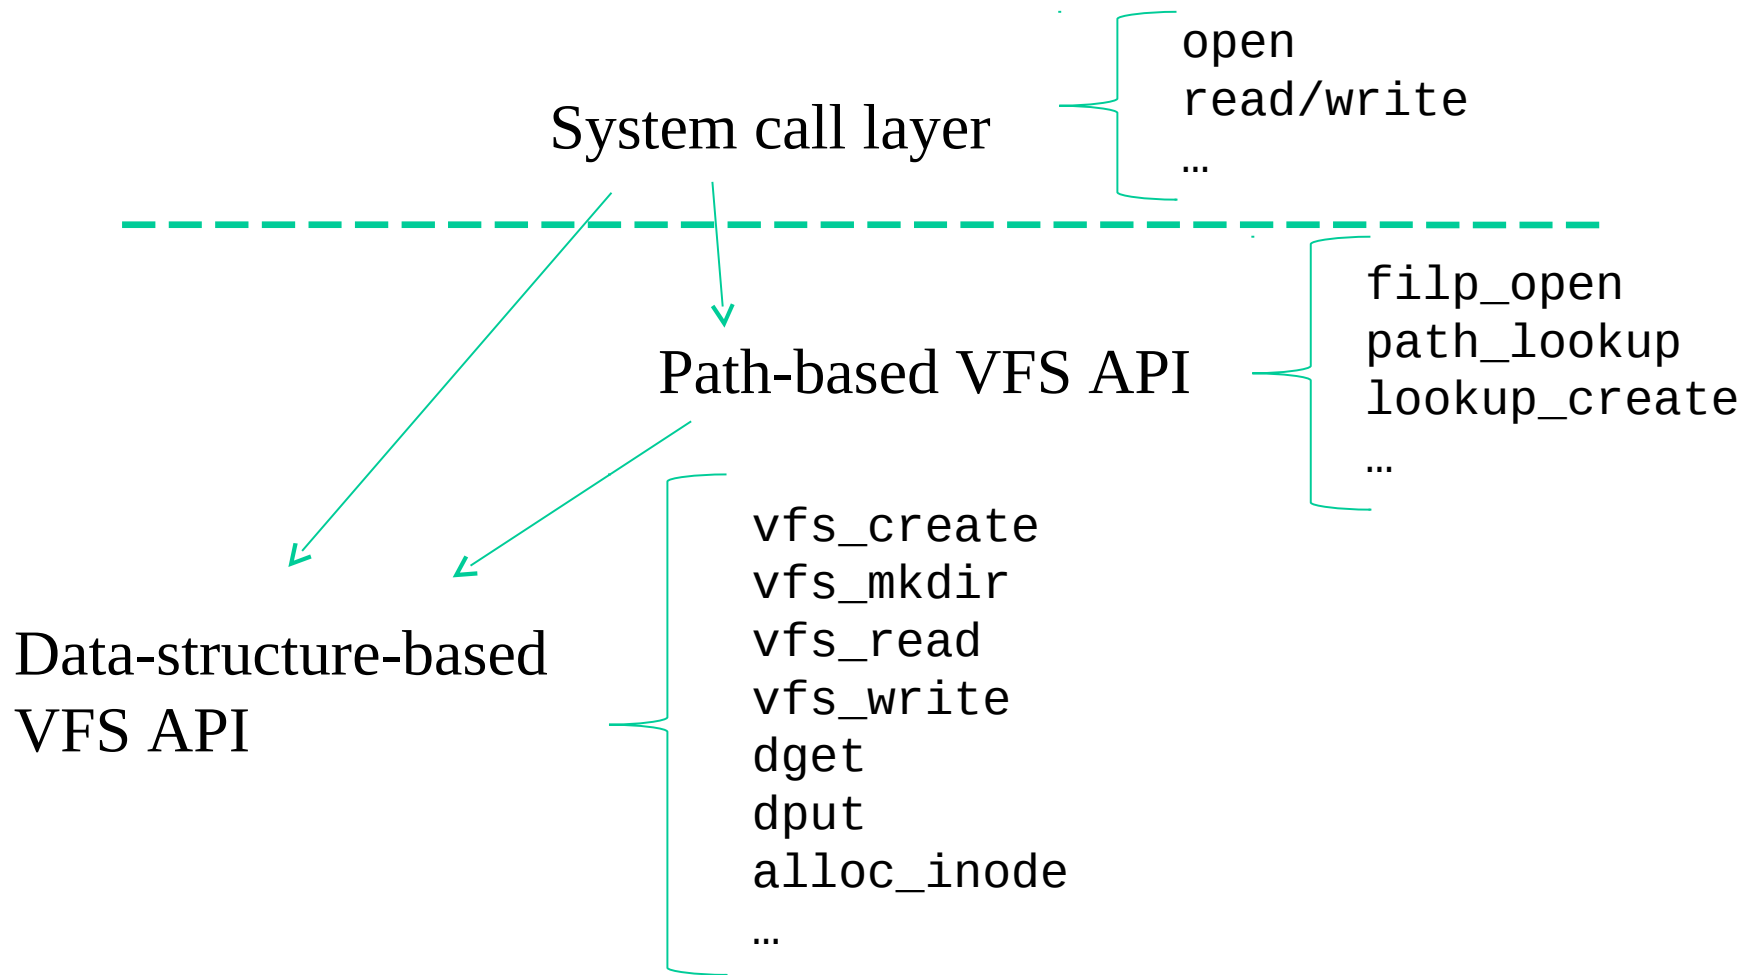 System call layer
open
read/write
…
Path-based VFS API
filp_open
path_lookup
lookup_create
…
Data-structure-based
VFS API
vfs_create
vfs_mkdir
vfs_read
vfs_write
dget
dput
alloc_inode
…